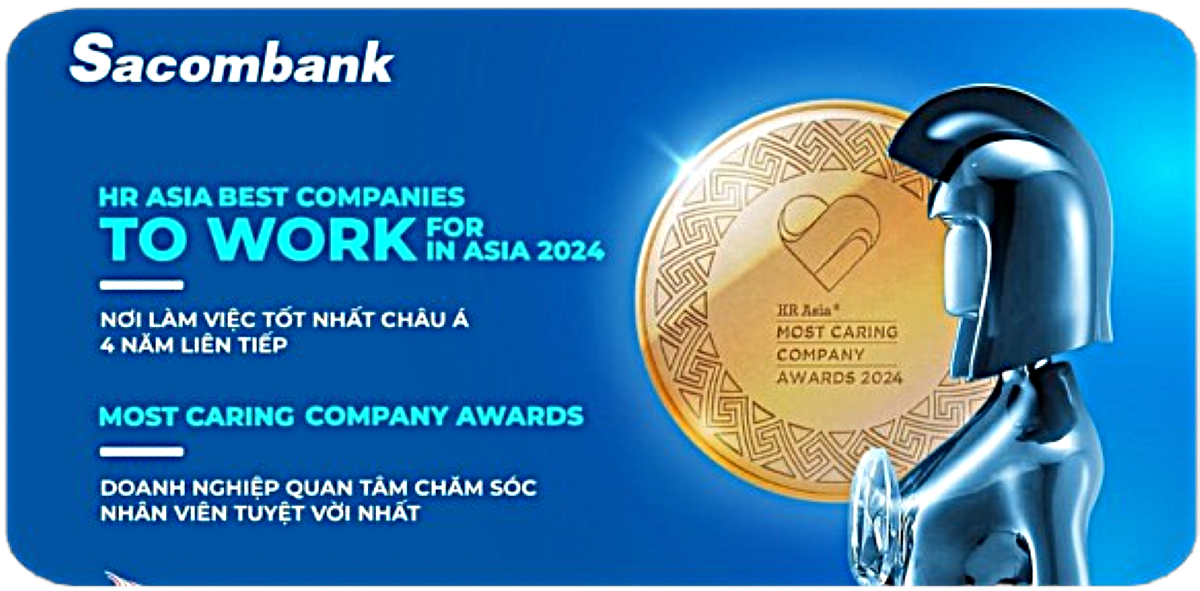 Sacombank
HR ASIA BEST COMPANIES
TO WORK FOR
IN ASIA 2024
NƠI LÀM VIỆC TỐT NHẤT CHÂU Á
4 NĂM LIÊN TIẾP
MOST CARING COMPANY AWARDS
DOANH NGHIỆP QUAN TÂM CHĂM SÓC
NHÂN VIÊN TUYỆT VỜI NHẤT
HR Asia®
MOST CARING
COMPANY
AWARDS 2024